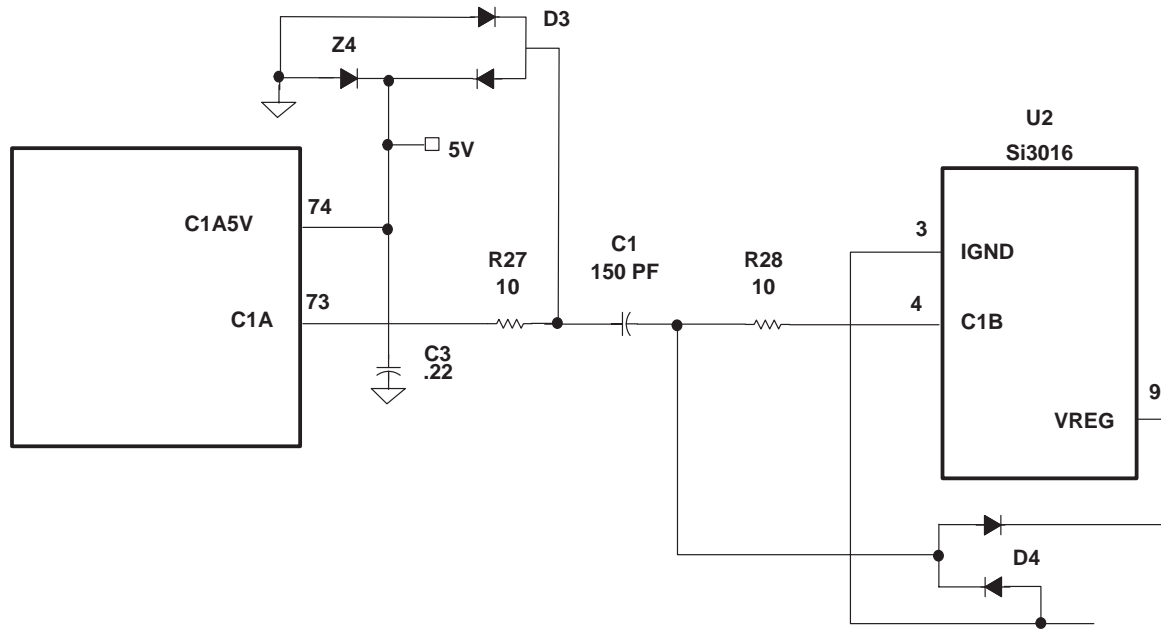 D3
Z4
5V
U2
Si3016
C1A5V
74
3
IGND
C1
150 PF
R27
10
R28
10
C1A
73
4
C1B
C3
.22
9
VREG
D4